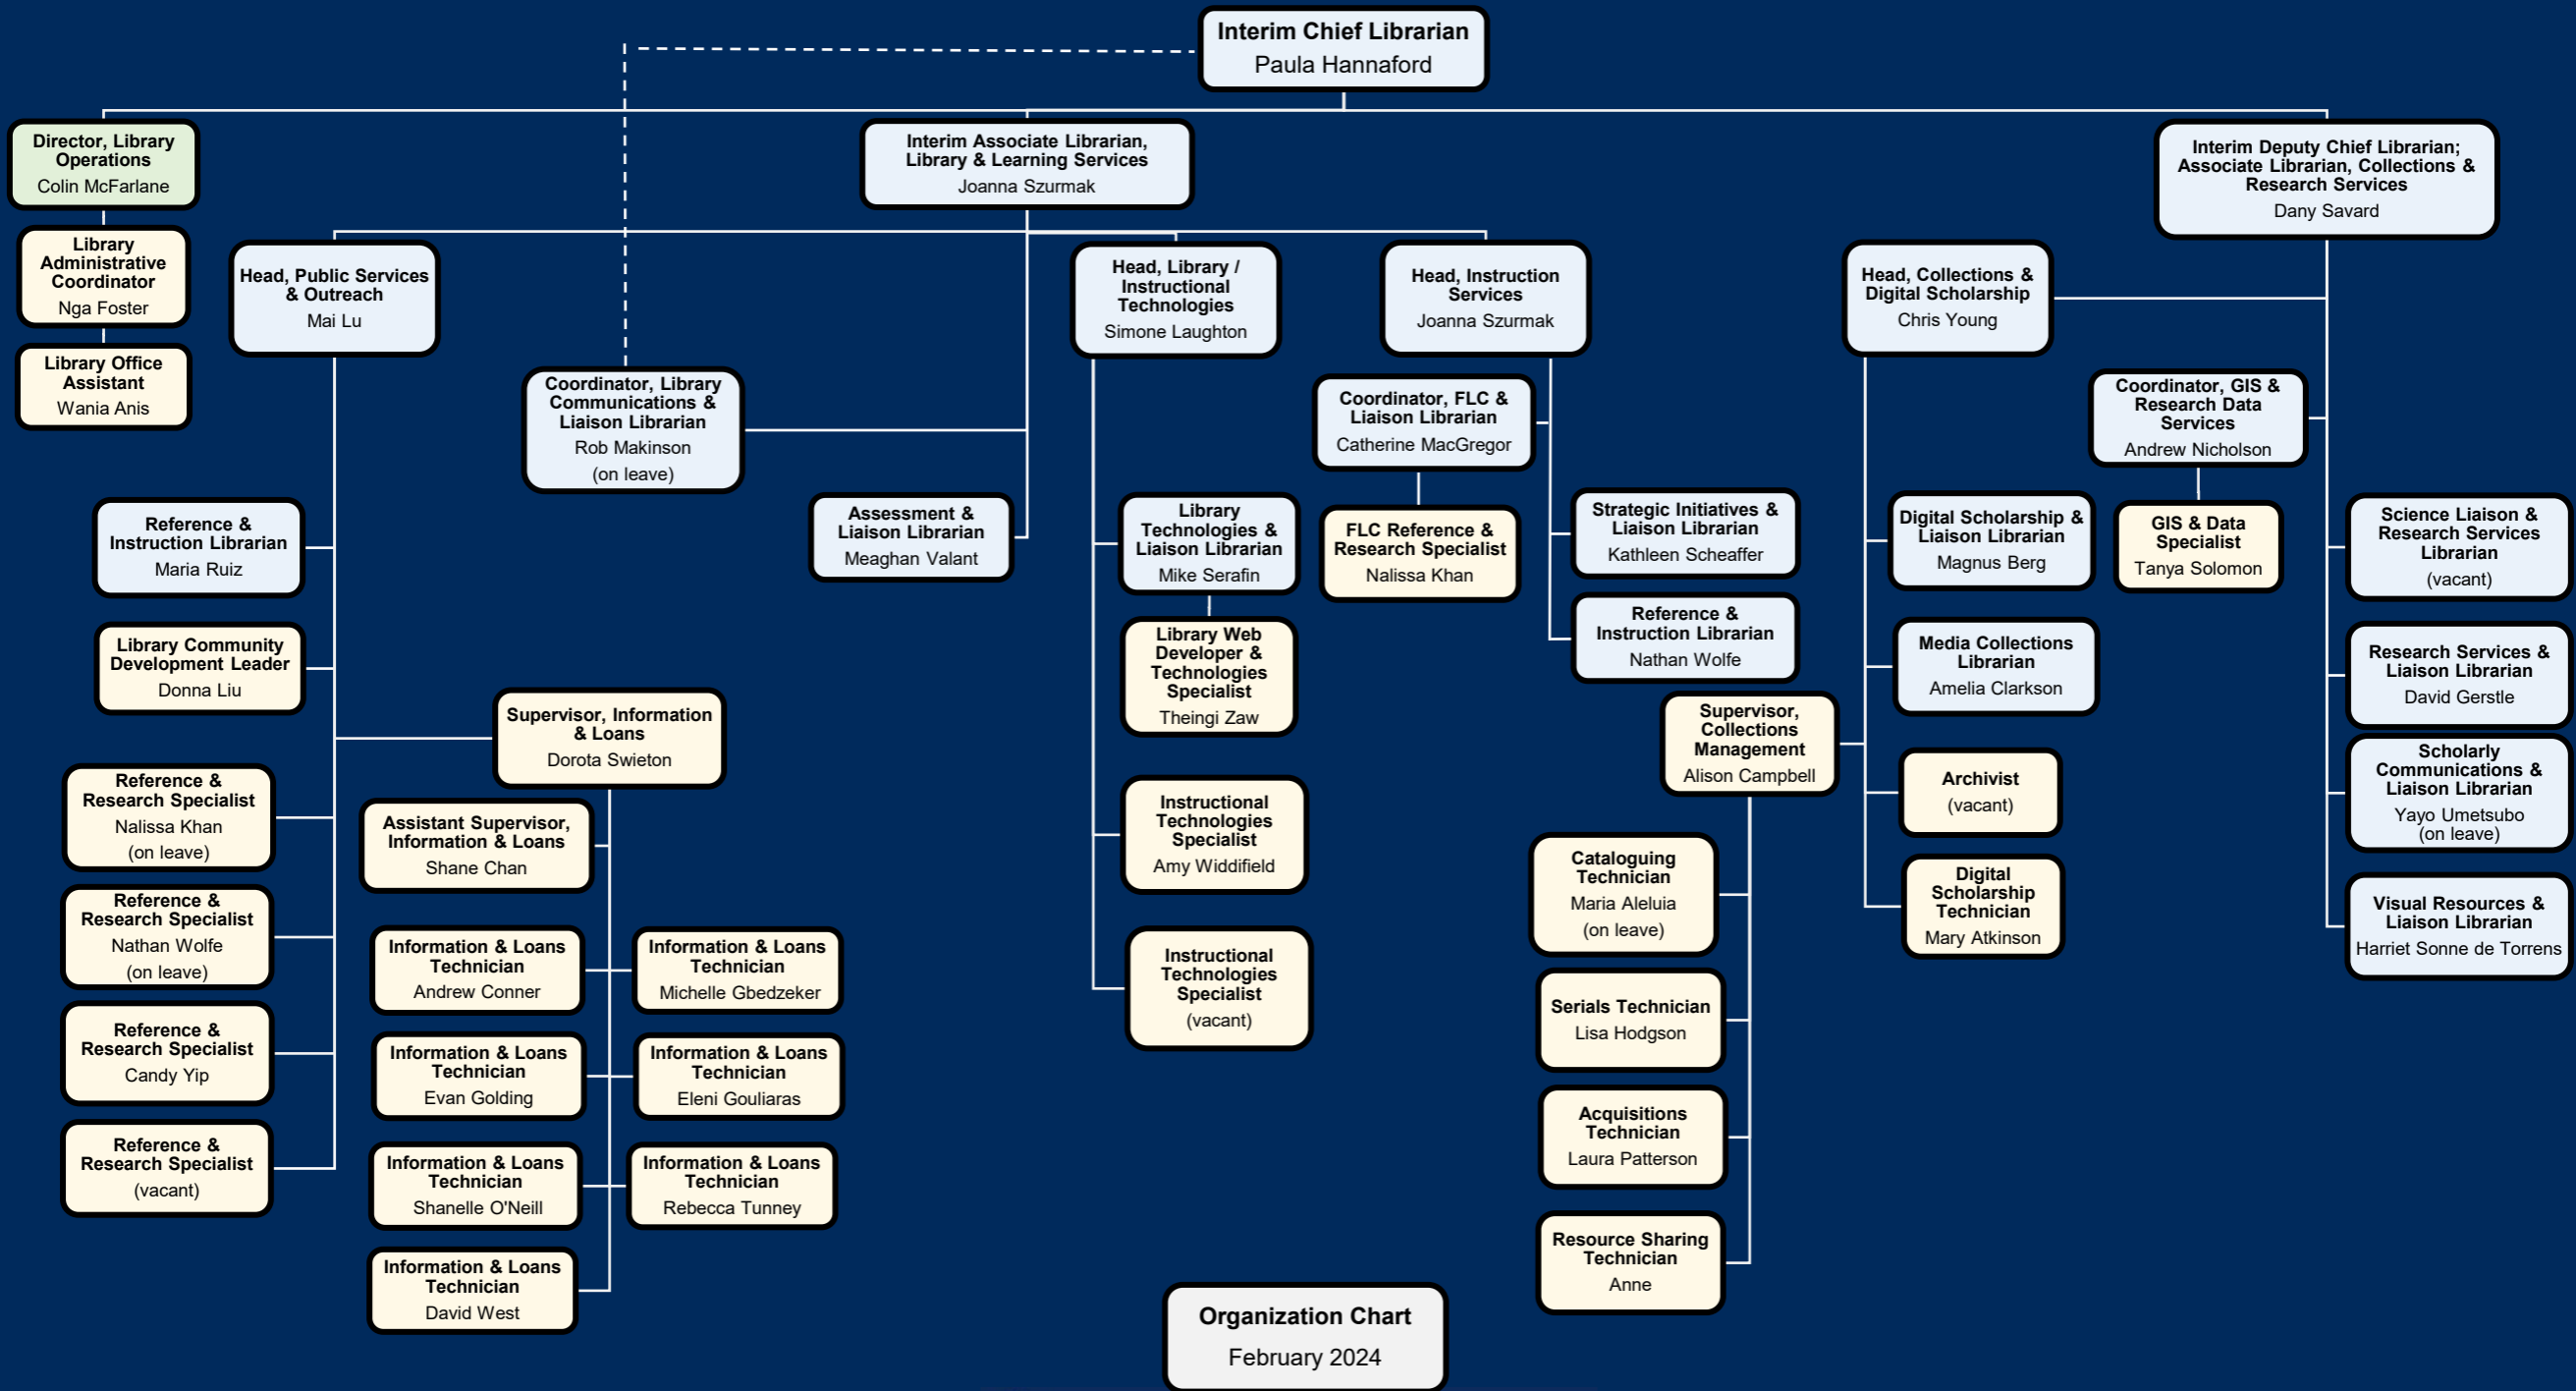 Interim Chief Librarian
Paula Hannaford
Director, Library
Operations
Colin McFarlane
Interim Associate Librarian,
Library & Learning Services
Joanna Szurmak
Interim Deputy Chief Librarian;
Associate Librarian, Collections &
Research Services
Dany Savard
Library
Administrative
Coordinator
Nga Foster
Library Office
Assistant
Wania Anis
Head, Public Services
& Outreach
Mai Lu
Coordinator, Library
Communications &
Liaison Librarian
Rob Makinson
(on leave)
Assessment &
Liaison Librarian
Meaghan Valant
Head, Library /
Instructional
Technologies
Simone Laughton
Head, Instruction
Services
Joanna Szurmak
Head, Collections &
Digital Scholarship
Chris Young
Coordinator, GIS &
Research Data
Services
Andrew Nicholson
GIS & Data
Specialist
Tanya Solomon
Reference &
Instruction Librarian
Maria Ruiz
Library Community
Development Leader
Donna Liu
Reference &
Research Specialist
Nalissa Khan
(on leave)
Reference &
Research Specialist
Nathan Wolfe
(on leave)
Reference &
Research Specialist
Candy Yip
Reference &
Research Specialist
(vacant)
Supervisor, Information
& Loans
Dorota Swieton
Assistant Supervisor,
Information & Loans
Shane Chan
Information & Loans
Technician
Andrew Conner
Information & Loans
Technician
Michelle Gbedzeker
Information & Loans
Technician
Evan Golding
Information & Loans
Technician
Eleni Gouliaras
Information & Loans
Technician
Shanelle O'Neill
Information & Loans
Technician
Rebecca Tunney
Information & Loans
Technician
David West
Library
Technologies &
Liaison Librarian
Mike Serafin
Library Web
Developer &
Technologies
Specialist
Theingi Zaw
Instructional
Technologies
Specialist
Amy Widdifield
Instructional
Technologies
Specialist
(vacant)
Coordinator, FLC &
Liaison Librarian
Catherine MacGregor
FLC Reference &
Research Specialist
Nalissa Khan
Strategic Initiatives &
Liaison Librarian
Kathleen Scheaffer
Reference &
Instruction Librarian
Nathan Wolfe
Supervisor,
Collections
Management
Alison Campbell
Cataloguing
Technician
Maria Aleluia
(on leave)
Serials Technician
Lisa Hodgson
Acquisitions
Technician
Laura Patterson
Resource Sharing
Technician
Anne
Digital Scholarship &
Liaison Librarian
Magnus Berg
Media Collections
Librarian
Amelia Clarkson
Archivist
(vacant)
Digital
Scholarship
Technician
Mary Atkinson
Science Liaison &
Research Services
Librarian
(vacant)
Research Services &
Liaison Librarian
David Gerstle
Scholarly
Communications &
Liaison Librarian
Yayo Umetsubo
(on leave)
Visual Resources &
Liaison Librarian
Harriet Sonne de Torrens
Organization Chart
February 2024